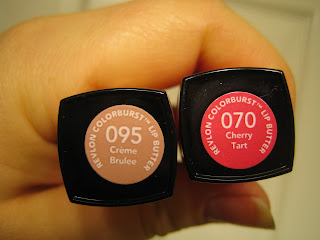 REVLON COLORBURST™ LIP BUTTER
095
Crème
Brulee
REVLON COLORBURST™ LIP BUTTER
070
Cherry
Tart